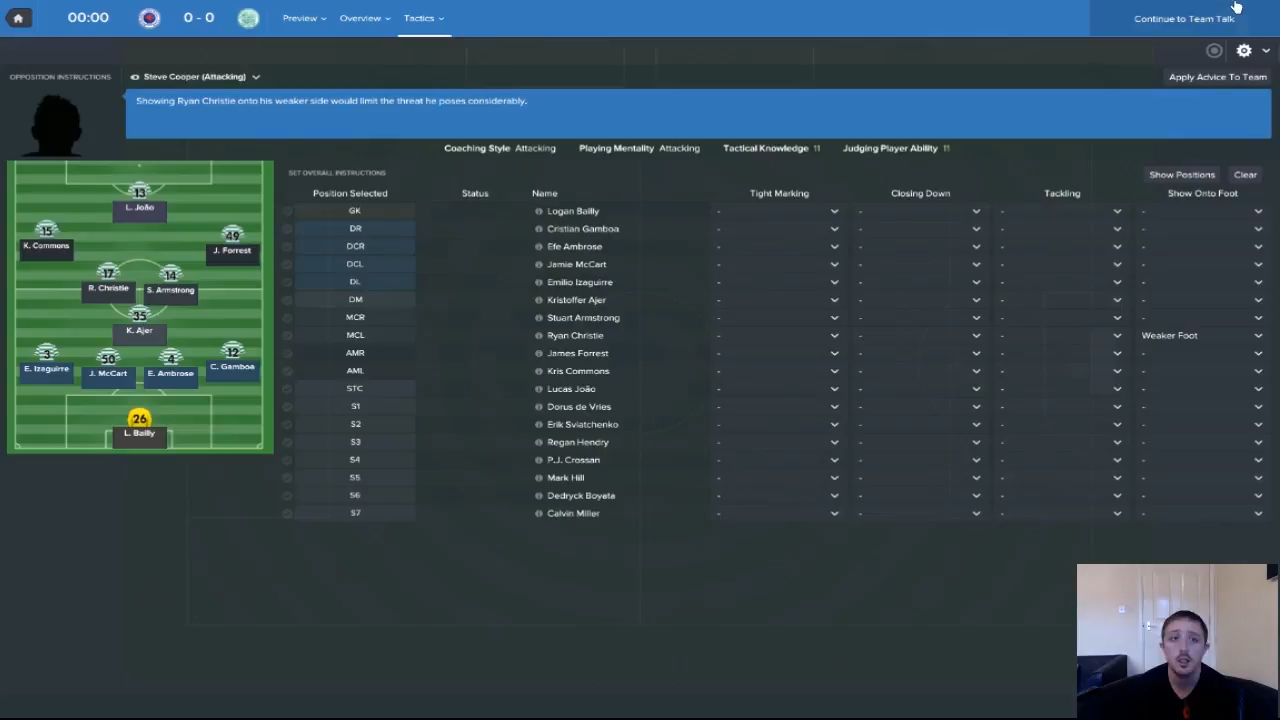 00:00 0 - 0 Preview Overview Tactics Continue to Team Talk
OPPOSITION INSTRUCTIONS Steve Cooper (Attacking) Apply Advice To Team
Showing Ryan Christie onto his weaker side would limit the threat he poses considerably.
Coaching Style Attacking Playing Mentality Attacking Tactical Knowledge 11 Judging Player Ability 11
SET OVERALL INSTRUCTIONS Show Positions Clear
Position Selected Status Name Tight Marking Closing Down Tackling Show Onto Foot
GK Logan Bailly - - - -
DR Cristian Gamboa - - - -
DCR Efe Ambrose - - - -
DCL Jamie McCart - - - -
DL Emilio Izaguirre - - - -
DM Kristoffer Ajer - - - -
MCR Stuart Armstrong - - - -
MCL Ryan Christie - - - Weaker Foot
AMR James Forrest - - - -
AML Kris Commons - - - -
STC Lucas João - - - -
S1 Dorus de Vries - - - -
S2 Erik Sviatchenko - - - -
S3 Regan Hendry - - - -
S4 P.J. Crossan - - - -
S5 Mark Hill - - - -
S6 Dedryck Boyata - - - -
S7 Calvin Miller - - - -
13
L. João
15 49
K. Commons J. Forrest
17 14
R. Christie S. Armstrong
35
K. Ajer
3 50 4 12
E. Izaguirre J. McCart E. Ambrose C. Gamboa
26
L. Bailly